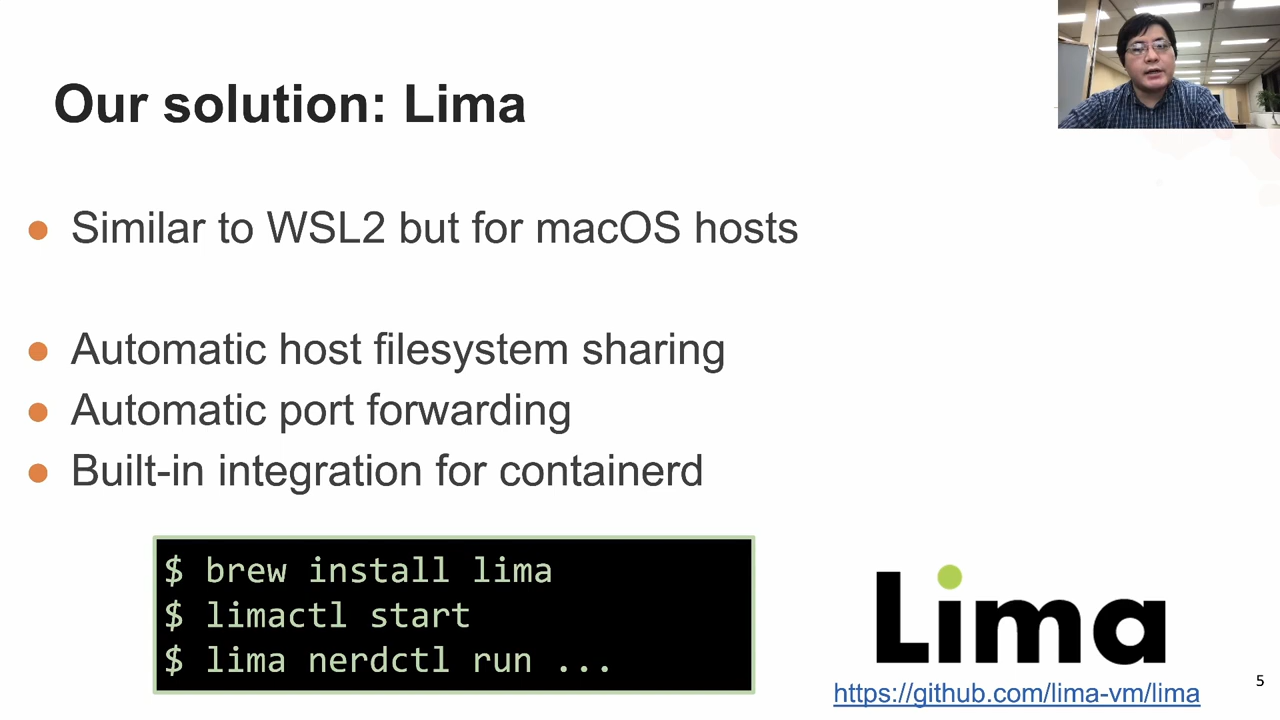 Our solution: Lima
● Similar to WSL2 but for macOS hosts
● Automatic host filesystem sharing
● Automatic port forwarding
● Built-in integration for containerd
$ brew install lima
$ limactl start
$ lima nerdctl run ...
Lima
https://github.com/lima-vm/lima
5